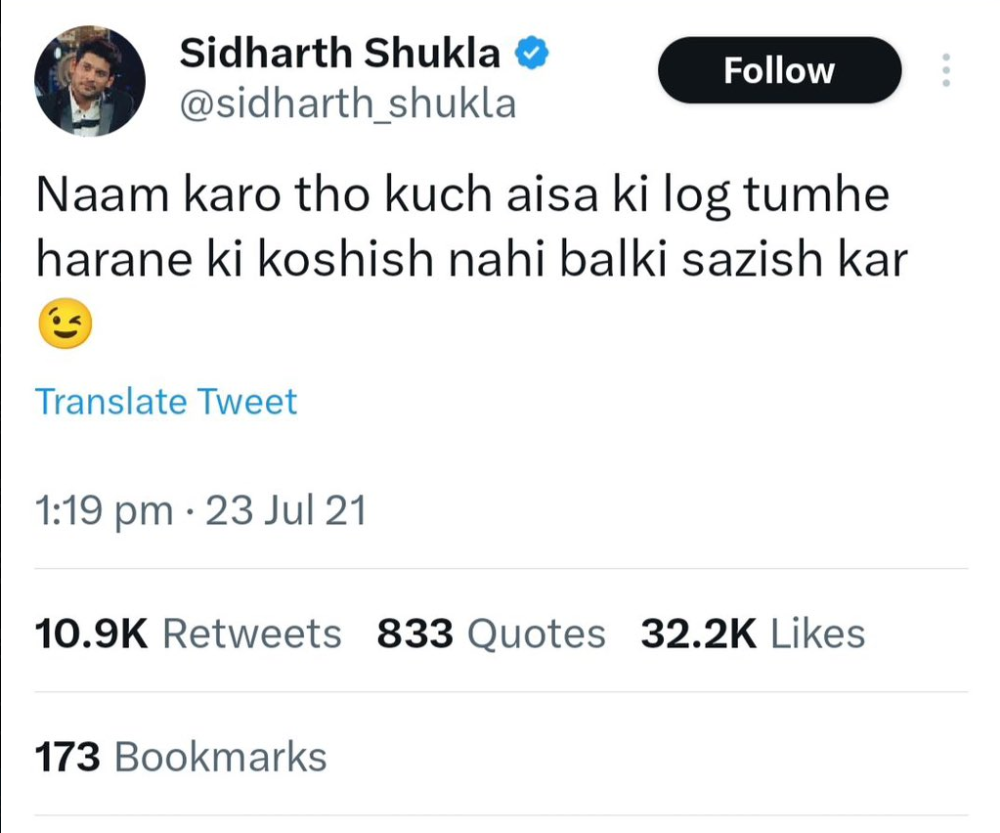 Sidharth Shukla
Follow
@sidharth_shukla
Naam karo tho kuch aisa ki log tumhe
harane ki koshish nahi balki sazish kar
😉
Translate Tweet
1:19 pm · 23 Jul 21
10.9K Retweets 833 Quotes 32.2K Likes
173 Bookmarks